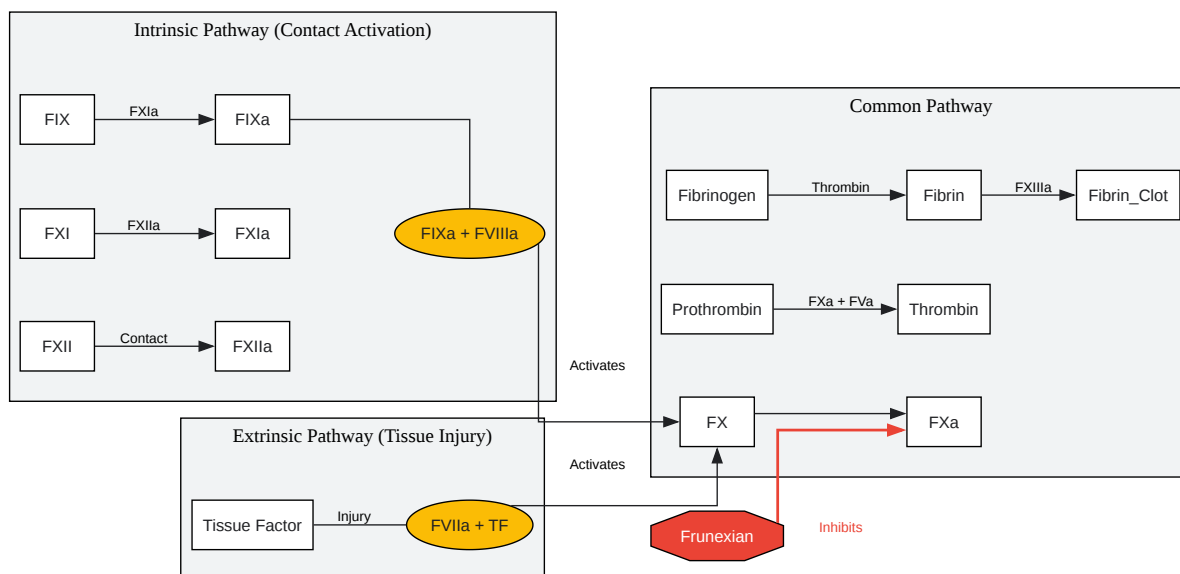 Intrinsic Pathway (Contact Activation)
FIX
FXIa
FIXa
FXI
FXIIa
FXIa
FIXa + FVIIIa
FXII
Contact
FXIIa
Extrinsic Pathway (Tissue Injury)
Tissue Factor
Injury
FVIIa + TF
Activates
Activates
Common Pathway
Fibrinogen
Thrombin
Fibrin
FXIIIa
Fibrin_Clot
Prothrombin
FXa + FVa
Thrombin
FX
FXa
Frunexian
Inhibits